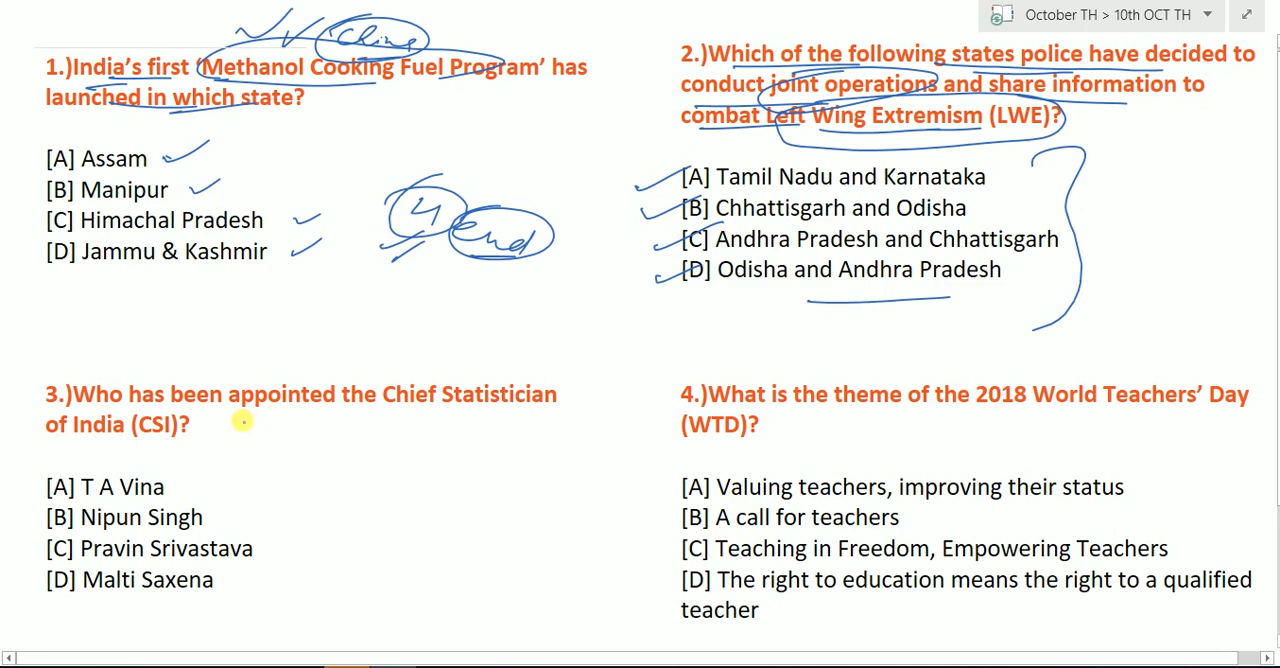 October TH > 10th OCT TH
China
1.)India's first 'Methanol Cooking Fuel Program' has
launched in which state?
[A] Assam
[B] Manipur
[C] Himachal Pradesh
[D] Jammu & Kashmir
4
end
2.)Which of the following states police have decided to
conduct joint operations and share information to
combat Left Wing Extremism (LWE)?
[A] Tamil Nadu and Karnataka
[B] Chhattisgarh and Odisha
[C] Andhra Pradesh and Chhattisgarh
[D] Odisha and Andhra Pradesh
3.)Who has been appointed the Chief Statistician
of India (CSI)?
[A] T A Vina
[B] Nipun Singh
[C] Pravin Srivastava
[D] Malti Saxena
4.)What is the theme of the 2018 World Teachers' Day
(WTD)?
[A] Valuing teachers, improving their status
[B] A call for teachers
[C] Teaching in Freedom, Empowering Teachers
[D] The right to education means the right to a qualified
teacher